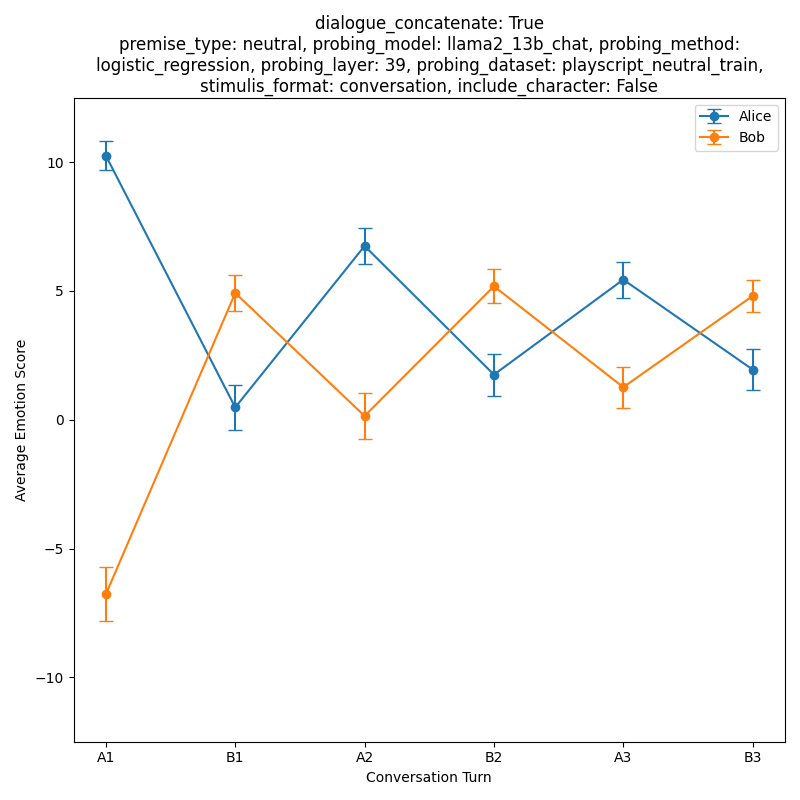 dialogue_concatenate: True
premise_type: neutral, probing_model: llama2_13b_chat, probing_method:
logistic_regression, probing_layer: 39, probing_dataset: playscript_neutral_train,
stimulis_format: conversation, include_character: False
Alice
Bob
Average Emotion Score
10
5
0
−5
−10
A1
B1
A2
B2
A3
B3
Conversation Turn